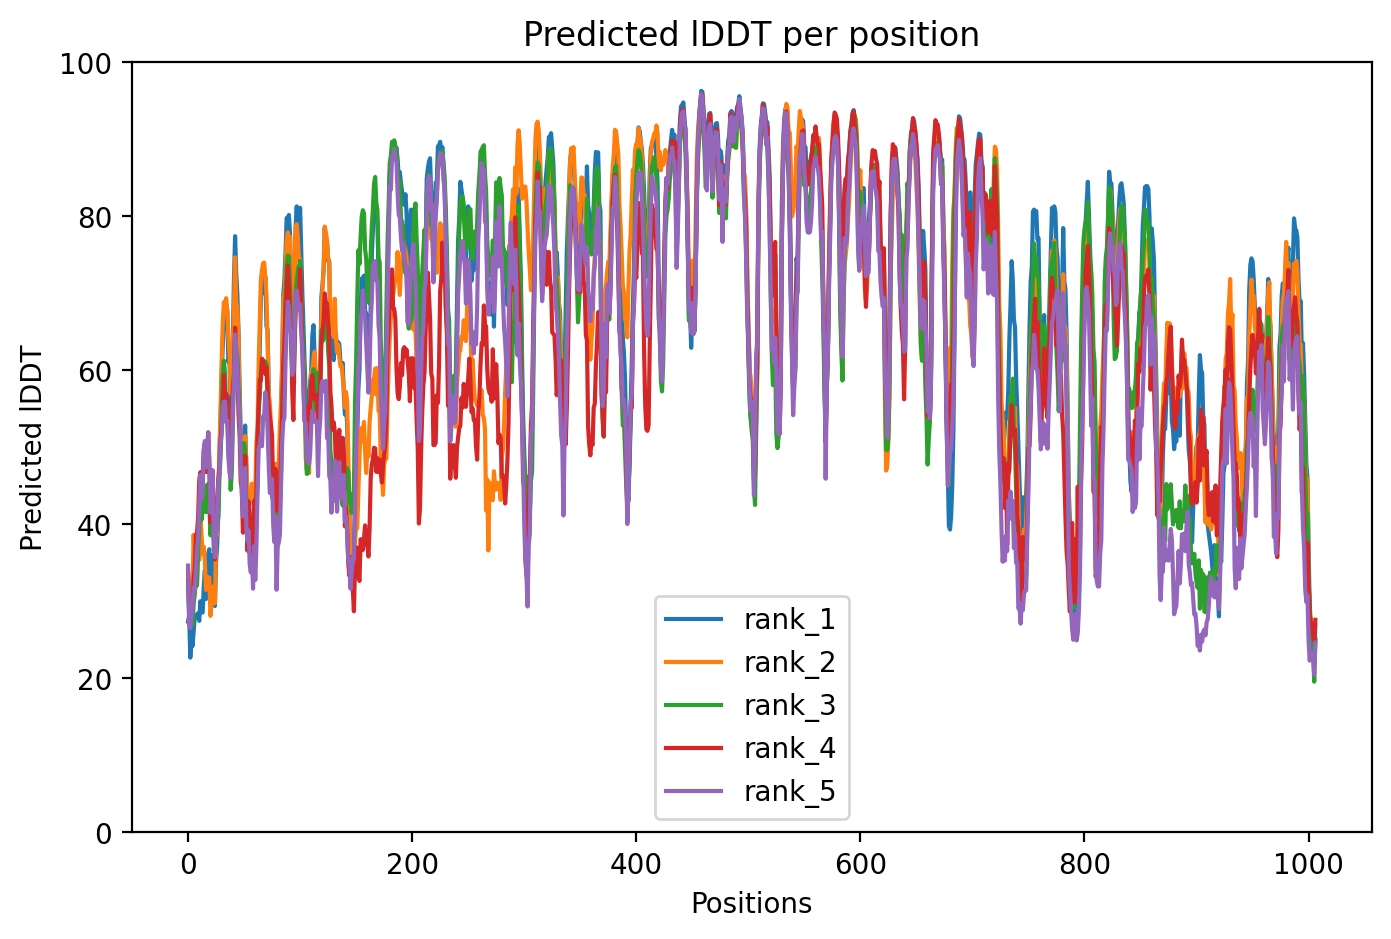 Predicted lDDT per position
Predicted lDDT
100
80
60
40
20
0
0 200 400 600 800 1000
Positions
rank_1
rank_2
rank_3
rank_4
rank_5